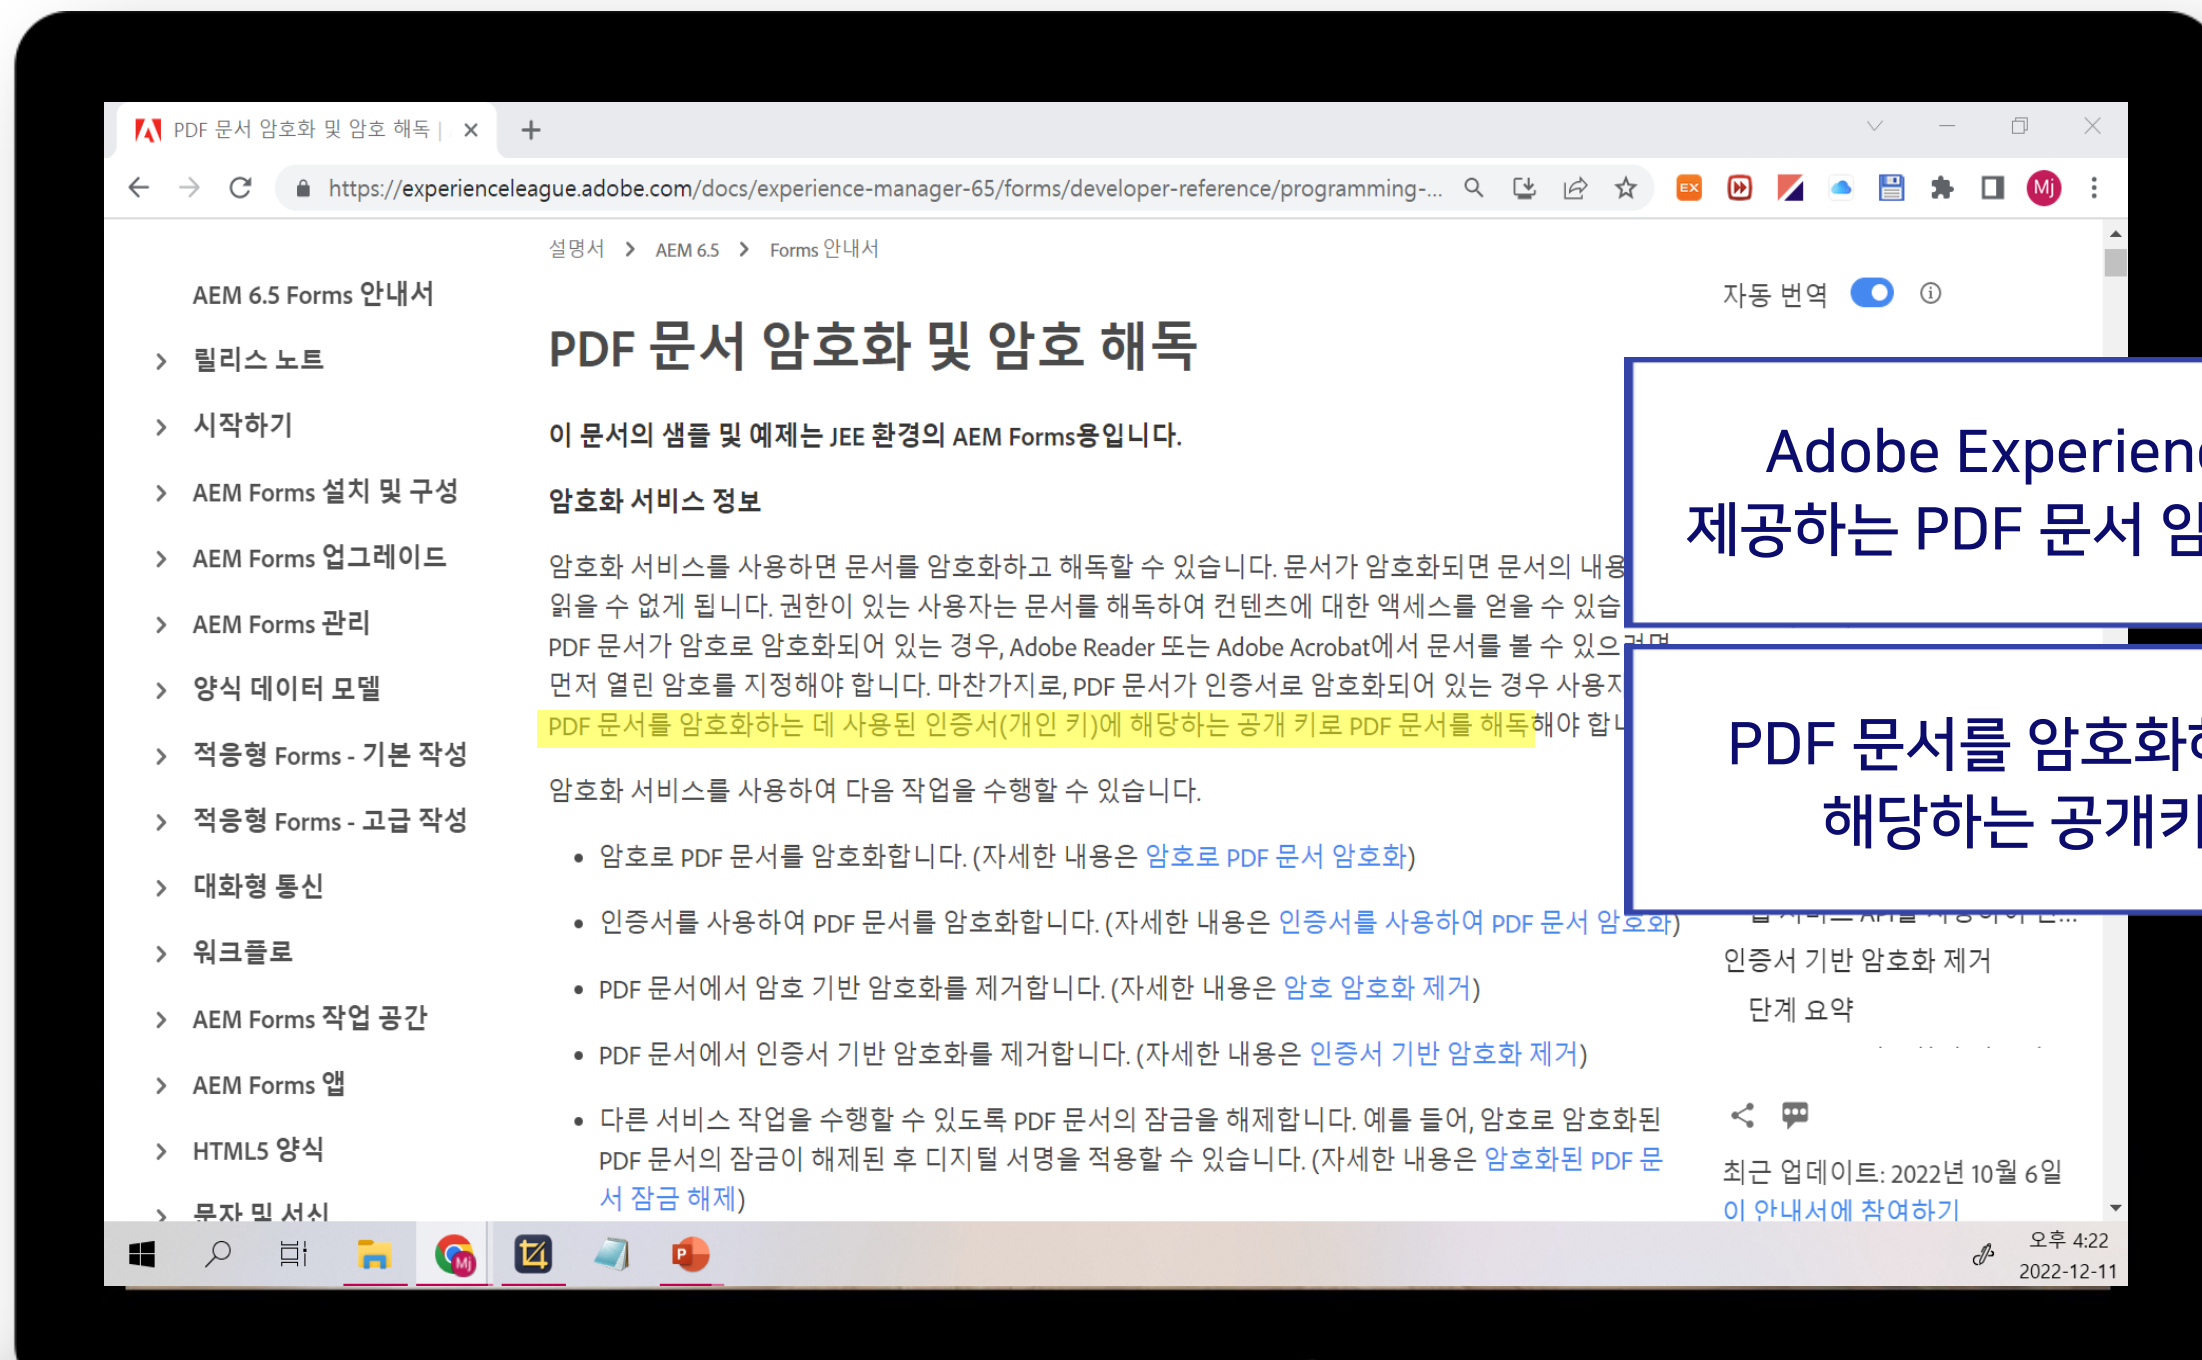 PDF 문서 암호화 및 암호 해독 |
https://experienceleague.adobe.com/docs/experience-manager-65/forms/developer-reference/programming-...
EX
Mj
설명서 > AEM 6.5 > Forms 안내서
AEM 6.5 Forms 안내서
릴리스 노트
시작하기
AEM Forms 설치 및 구성
AEM Forms 업그레이드
AEM Forms 관리
양식 데이터 모델
적응형 Forms - 기본 작성
적응형 Forms - 고급 작성
대화형 통신
워크플로
AEM Forms 작업 공간
AEM Forms 앱
HTML5 양식
문자 및 서신
PDF 문서 암호화 및 암호 해독
이 문서의 샘플 및 예제는 JEE 환경의 AEM Forms용입니다.
암호화 서비스 정보
암호화 서비스를 사용하면 문서를 암호화하고 해독할 수 있습니다. 문서가 암호화되면 문서의 내용
읽을 수 없게 됩니다. 권한이 있는 사용자는 문서를 해독하여 컨텐츠에 대한 액세스를 얻을 수 있습
PDF 문서가 암호로 암호화되어 있는 경우, Adobe Reader 또는 Adobe Acrobat에서 문서를 볼 수 있으려면
먼저 열린 암호를 지정해야 합니다. 마찬가지로, PDF 문서가 인증서로 암호화되어 있는 경우 사용자
PDF 문서를 암호화하는 데 사용된 인증서(개인 키)에 해당하는 공개 키로 PDF 문서를 해독해야 합니
암호화 서비스를 사용하여 다음 작업을 수행할 수 있습니다.
• 암호로 PDF 문서를 암호화합니다. (자세한 내용은 암호로 PDF 문서 암호화)
• 인증서를 사용하여 PDF 문서를 암호화합니다. (자세한 내용은 인증서를 사용하여 PDF 문서 암호화)
• PDF 문서에서 암호 기반 암호화를 제거합니다. (자세한 내용은 암호 암호화 제거)
• PDF 문서에서 인증서 기반 암호화를 제거합니다. (자세한 내용은 인증서 기반 암호화 제거)
• 다른 서비스 작업을 수행할 수 있도록 PDF 문서의 잠금을 해제합니다. 예를 들어, 암호로 암호화된
PDF 문서의 잠금이 해제된 후 디지털 서명을 적용할 수 있습니다. (자세한 내용은 암호화된 PDF 문
서 잠금 해제)
자동 번역
Adobe Experienc
제공하는 PDF 문서 암
PDF 문서를 암호화하
해당하는 공개키
인증서 기반 암호화 제거
단계 요약
최근 업데이트: 2022년 10월 6일
이 안내서에 참여하기
Mj
P
오후 4:22
2022-12-11